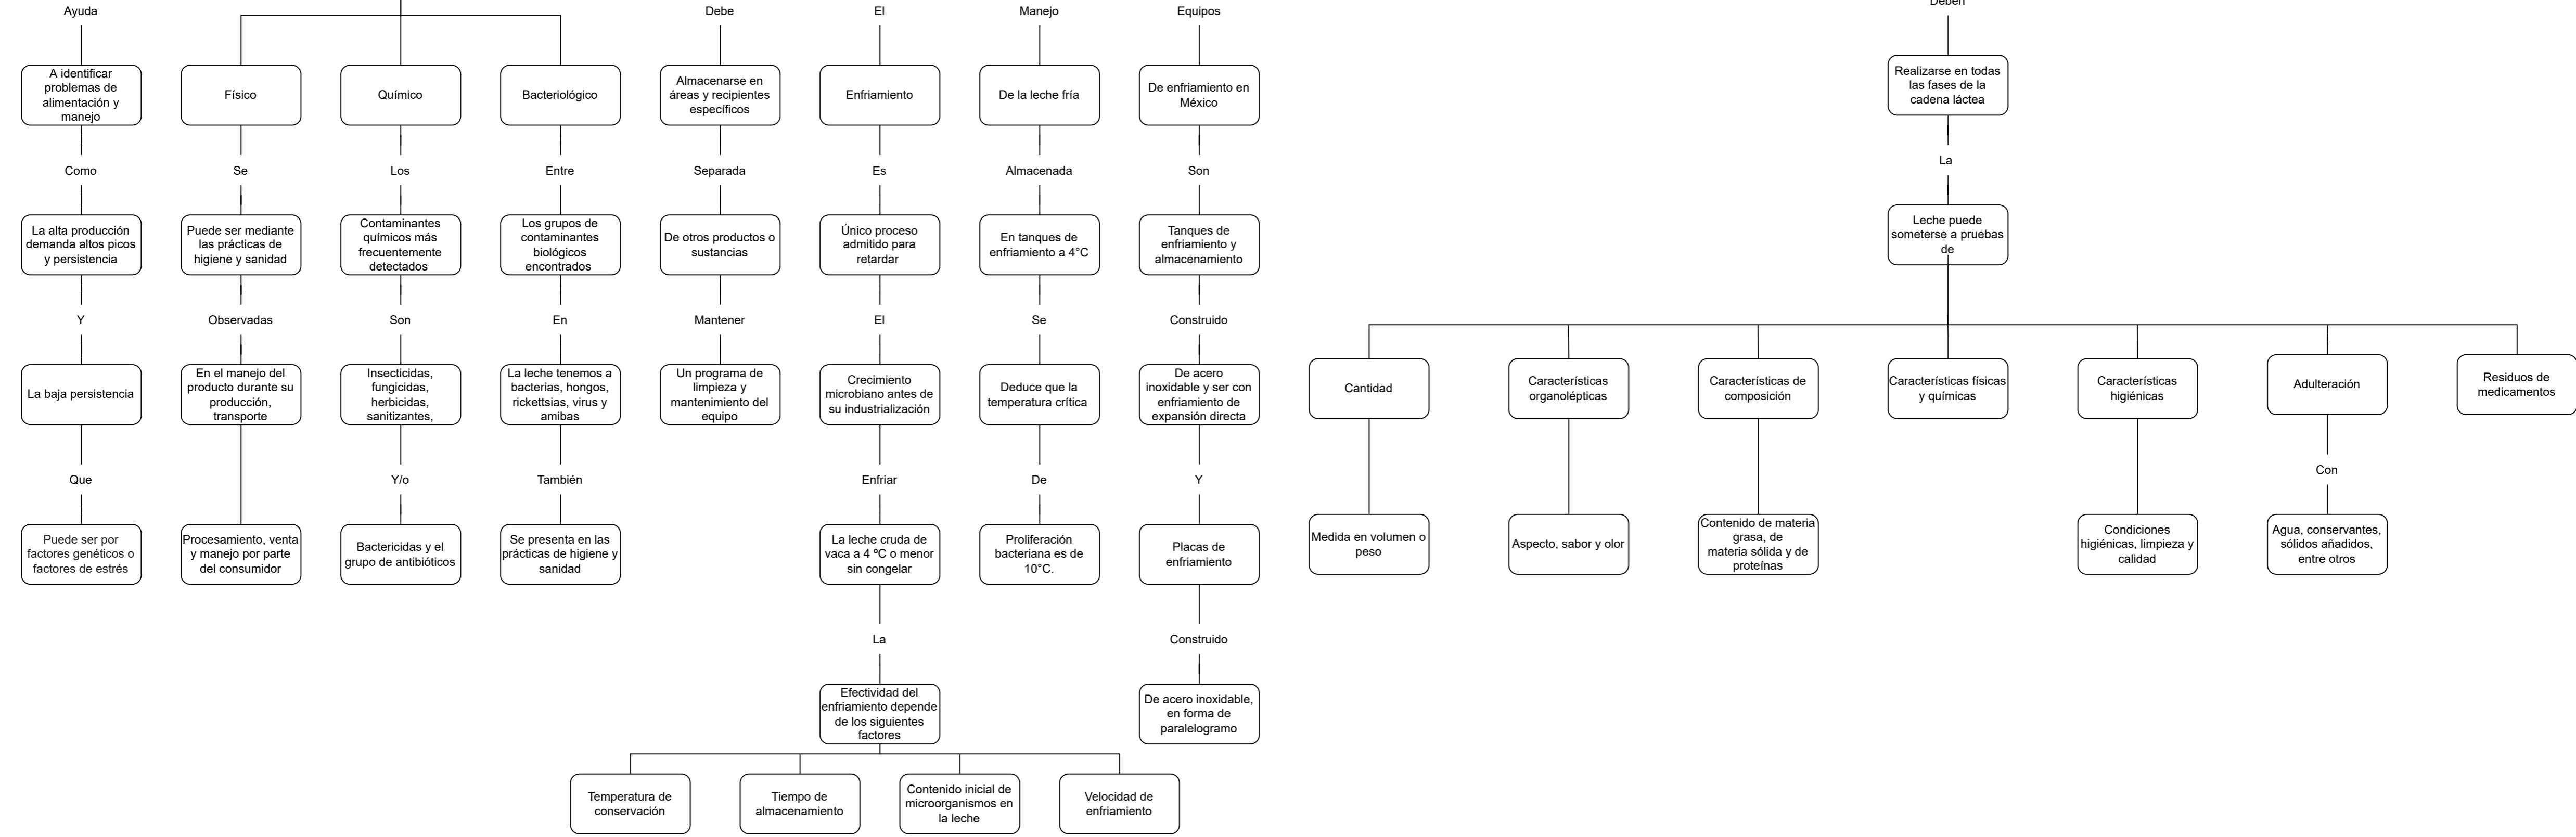 Ayuda
A identificar
problemas de
alimentación y
manejo
Como
La alta producción
demanda altos picos
y persistencia
Y
La baja persistencia
Que
Puede ser por
factores genéticos o
factores de estrés
Físico
Se
Puede ser mediante
las prácticas de
higiene y sanidad
Observadas
En el manejo del
producto durante su
producción,
transporte
Procesamiento, venta
y manejo por parte
del consumidor
Químico
Los
Contaminantes
químicos más
frecuentemente
detectados
Son
Insecticidas,
fungicidas,
herbicidas,
sanitizantes,
Y/o
Bactericidas y el
grupo de antibióticos
Bacteriológico
Entre
Los grupos de
contaminantes
biológicos
encontrados
En
La leche tenemos a
bacterias, hongos,
rickettsias, virus y
amibas
También
Se presenta en las
prácticas de higiene y
sanidad
Debe
Almacenarse en
áreas y recipientes
específicos
Separada
De otros productos o
sustancias
Mantener
Un programa de
limpieza y
mantenimiento del
equipo
El
Enfriamiento
Es
Único proceso
admitido para
retardar
El
Crecimiento
microbiano antes de
su industrialización
Enfriar
La leche cruda de
vaca a 4 ºC o menor
sin congelar
La
Efectividad del
enfriamiento depende
de los siguientes
factores
Temperatura de
conservación
Tiempo de
almacenamiento
Contenido inicial de
microorganismos en
la leche
Velocidad de
enfriamiento
Manejo
De la leche fría
Almacenada
En tanques de
enfriamiento a 4°C
Se
Deduce que la
temperatura crítica
De
Proliferación
bacteriana es de
10°C.
Equipos
De enfriamiento en
México
Son
Tanques de
enfriamiento y
almacenamiento
Construido
De acero
inoxidable y ser con
enfriamiento de
expansión directa
Y
Placas de
enfriamiento
Construido
De acero inoxidable,
en forma de
paralelogramo
Deben
Realizarse en todas
las fases de la
cadena láctea
La
Leche puede
someterse a pruebas
de
Cantidad
Medida en volumen o
peso
Características
organolépticas
Aspecto, sabor y olor
Características de
composición
Contenido de materia
grasa, de
materia sólida y de
proteínas
Características físicas
y químicas
Características
higiénicas
Condiciones
higiénicas, limpieza y
calidad
Adulteración
Con
Agua, conservantes,
sólidos añadidos,
entre otros
Residuos de
medicamentos